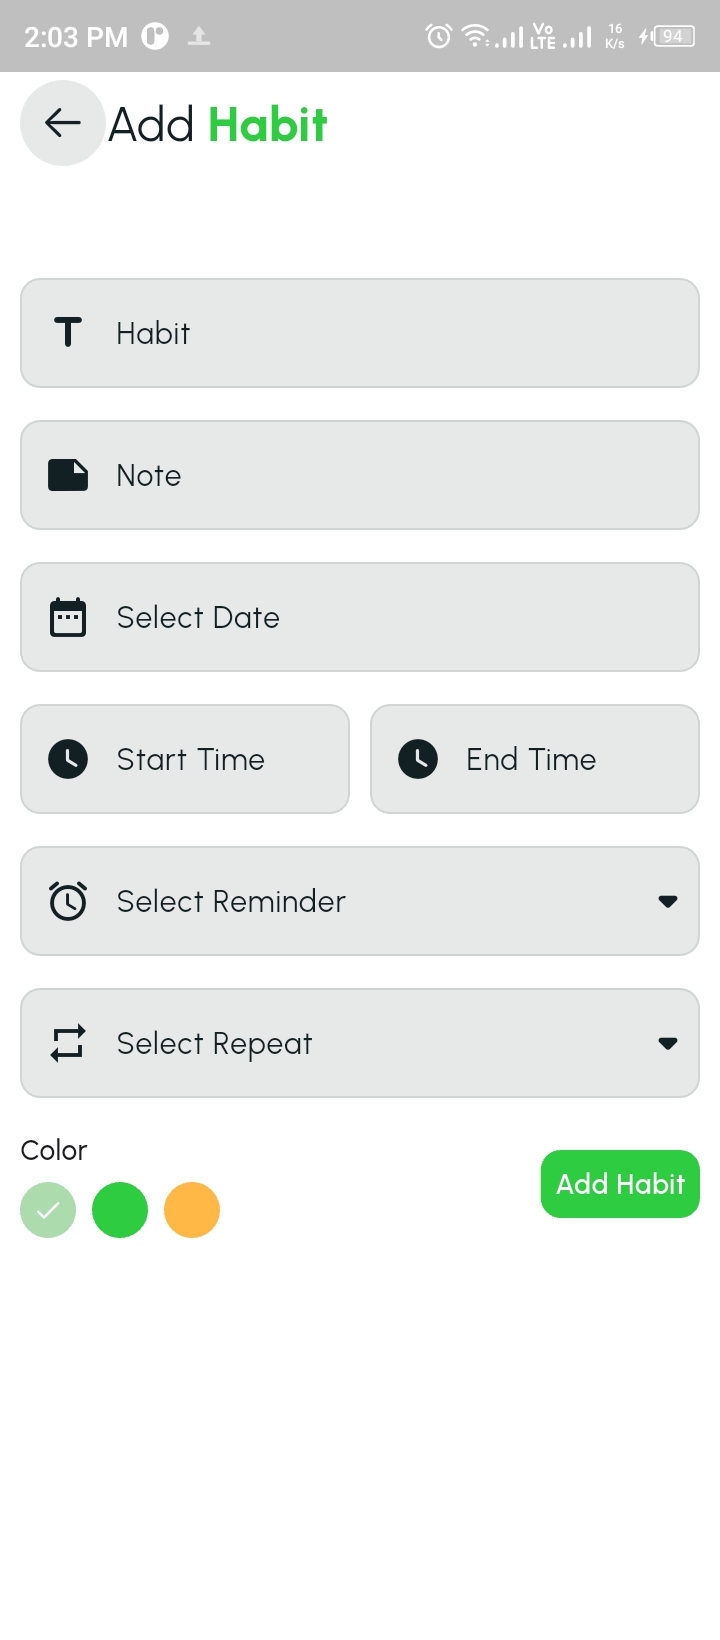 2:03 PM Vo LTE 16 K/s 94
Add Habit
Habit
Note
Select Date
Start Time End Time
Select Reminder
Select Repeat
Color
Add Habit